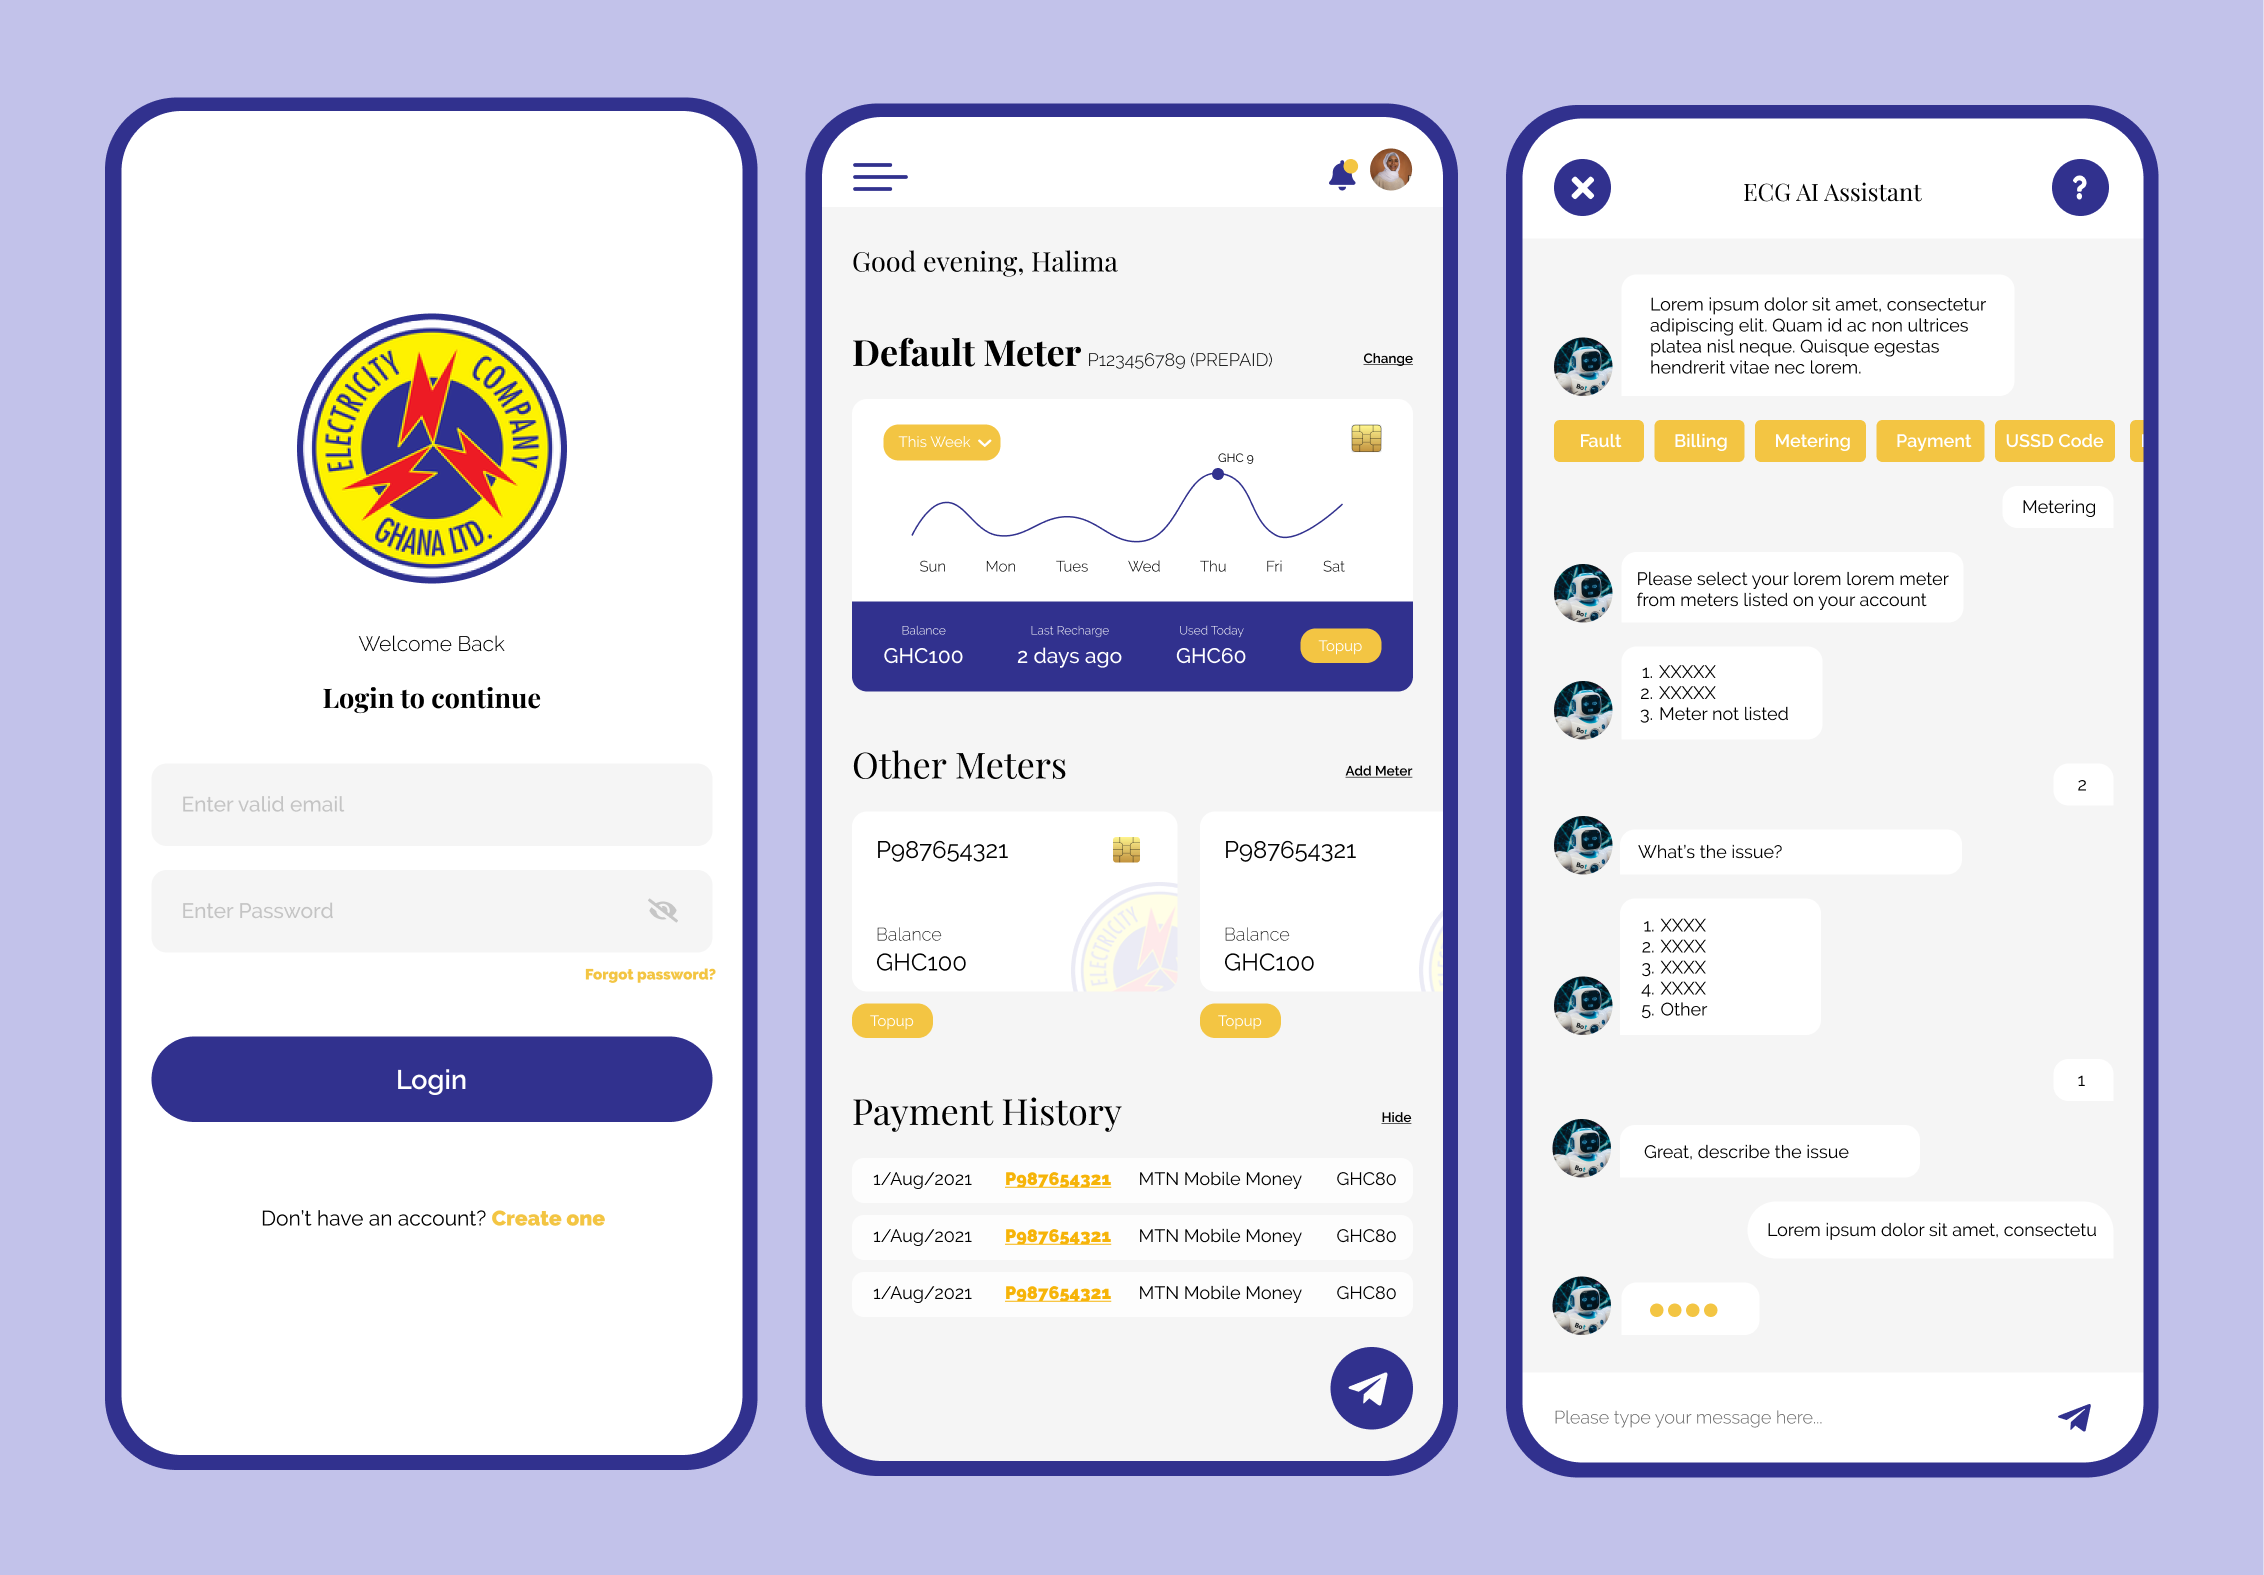 ELECTRICITY COMPANY
GHANA LTD.
Welcome Back
Login to continue
Enter valid email
Enter Password
Forgot password?
Login
Don't have an account? Create one
Good evening, Halima
Default Meter P123456789 (PREPAID) Change
This Week
GHC 9
Sun Mon Tues Wed Thu Fri Sat
Balance Last Recharge Used Today
GHC100 2 days ago GHC60 Topup
Other Meters Add Meter
P987654321 P987654321
ELECTRICITY
Balance Balance
GHC100 GHC100
Topup Topup
Payment History Hide
1/Aug/2021 P987654321 MTN Mobile Money GHC80
1/Aug/2021 P987654321 MTN Mobile Money GHC80
1/Aug/2021 P987654321 MTN Mobile Money GHC80
ECG AI Assistant
Lorem ipsum dolor sit amet, consectetur
adipiscing elit. Quam id ac non ultrices
platea nisl neque. Quisque egestas
hendrerit vitae nec lorem.
Fault Billing Metering Payment USSD Code
Metering
Please select your lorem lorem meter
from meters listed on your account
1. XXXXX
2. XXXXX
3. Meter not listed
2
What's the issue?
1. XXXX
2. XXXX
3. XXXX
4. XXXX
5. Other
1
Great, describe the issue
Lorem ipsum dolor sit amet, consectetu
Please type your message here...